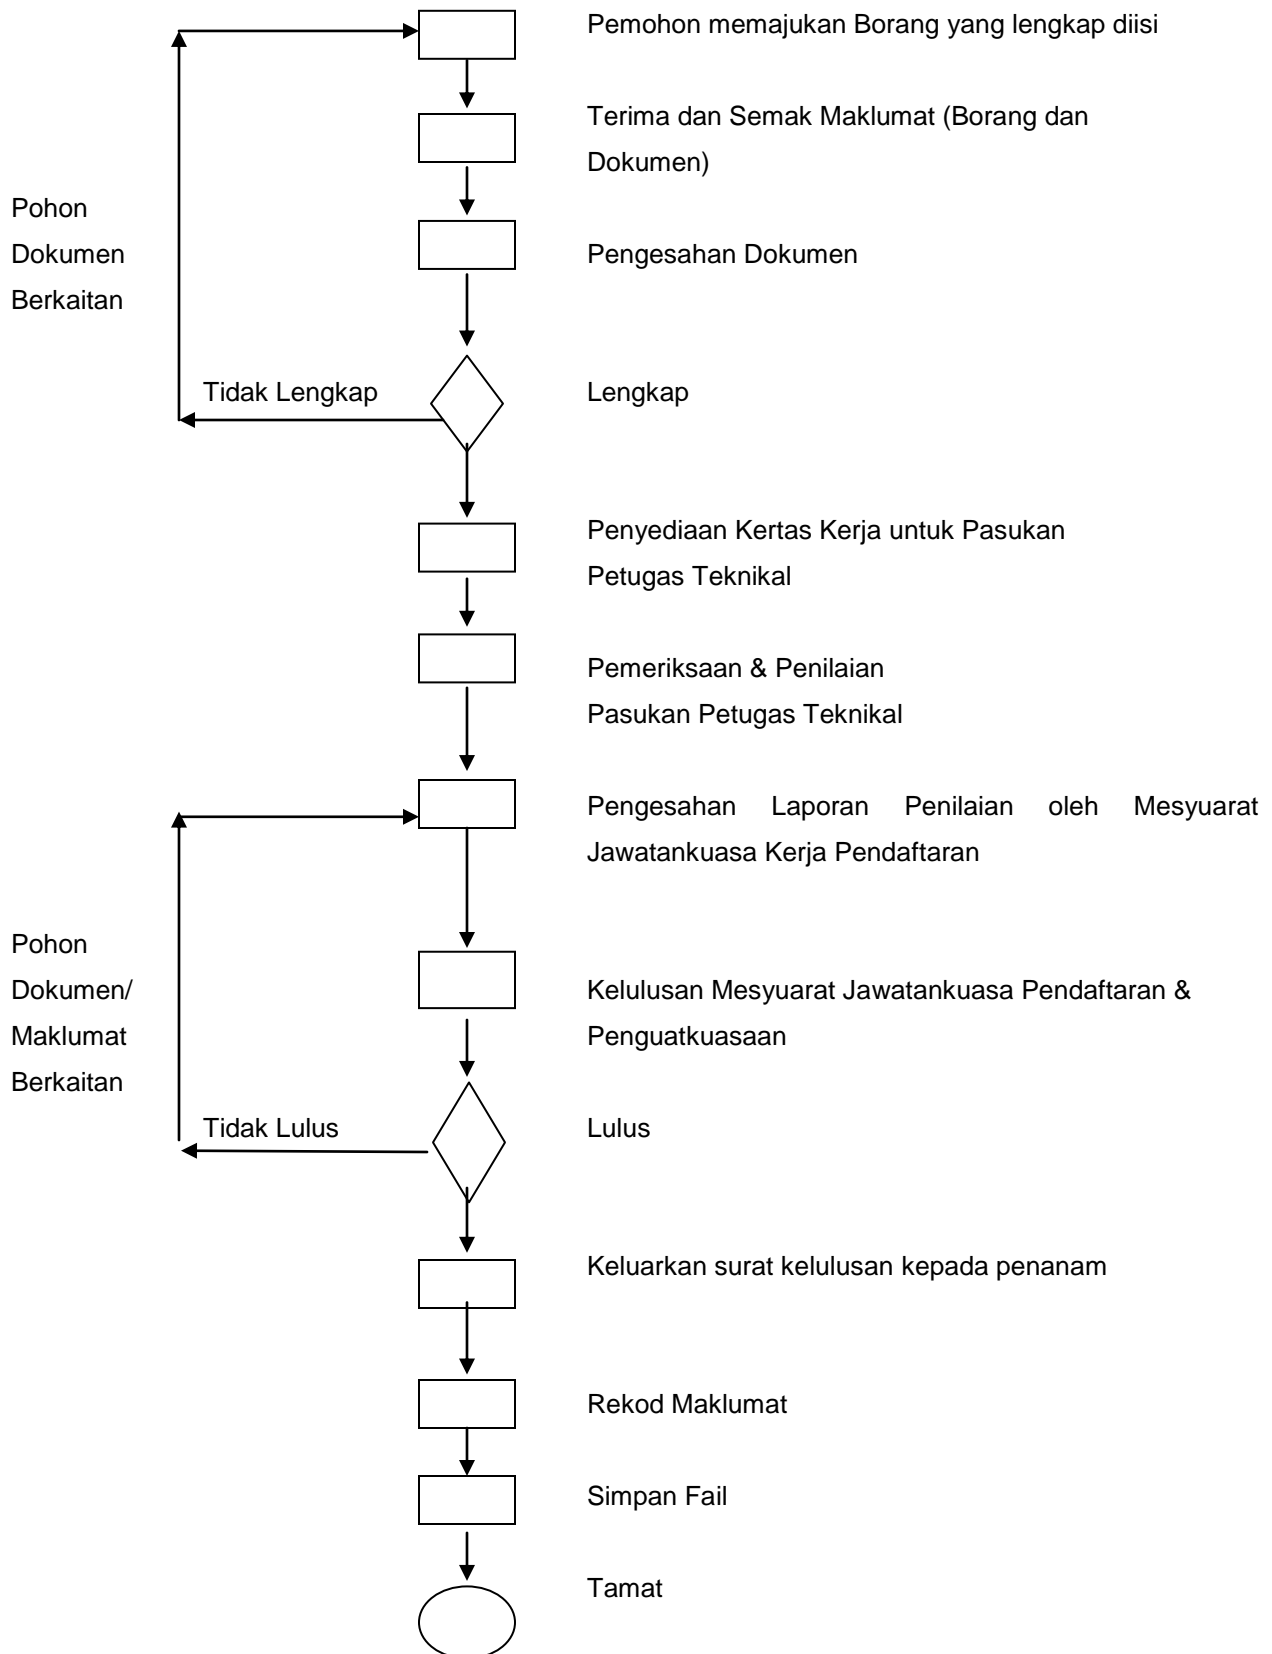 Pemohon memajukan Borang yang lengkap diisi
Terima dan Semak Maklumat (Borang dan
Dokumen)
Pohon
Dokumen
Berkaitan
Pengesahan Dokumen
Tidak Lengkap
Lengkap
Penyediaan Kertas Kerja untuk Pasukan
Petugas Teknikal
Pemeriksaan & Penilaian
Pasukan Petugas Teknikal
Pengesahan Laporan Penilaian oleh Mesyuarat
Jawatankuasa Kerja Pendaftaran
Pohon
Dokumen/
Maklumat
Berkaitan
Kelulusan Mesyuarat Jawatankuasa Pendaftaran &
Penguatkuasaan
Tidak Lulus
Lulus
Keluarkan surat kelulusan kepada penanam
Rekod Maklumat
Simpan Fail
Tamat